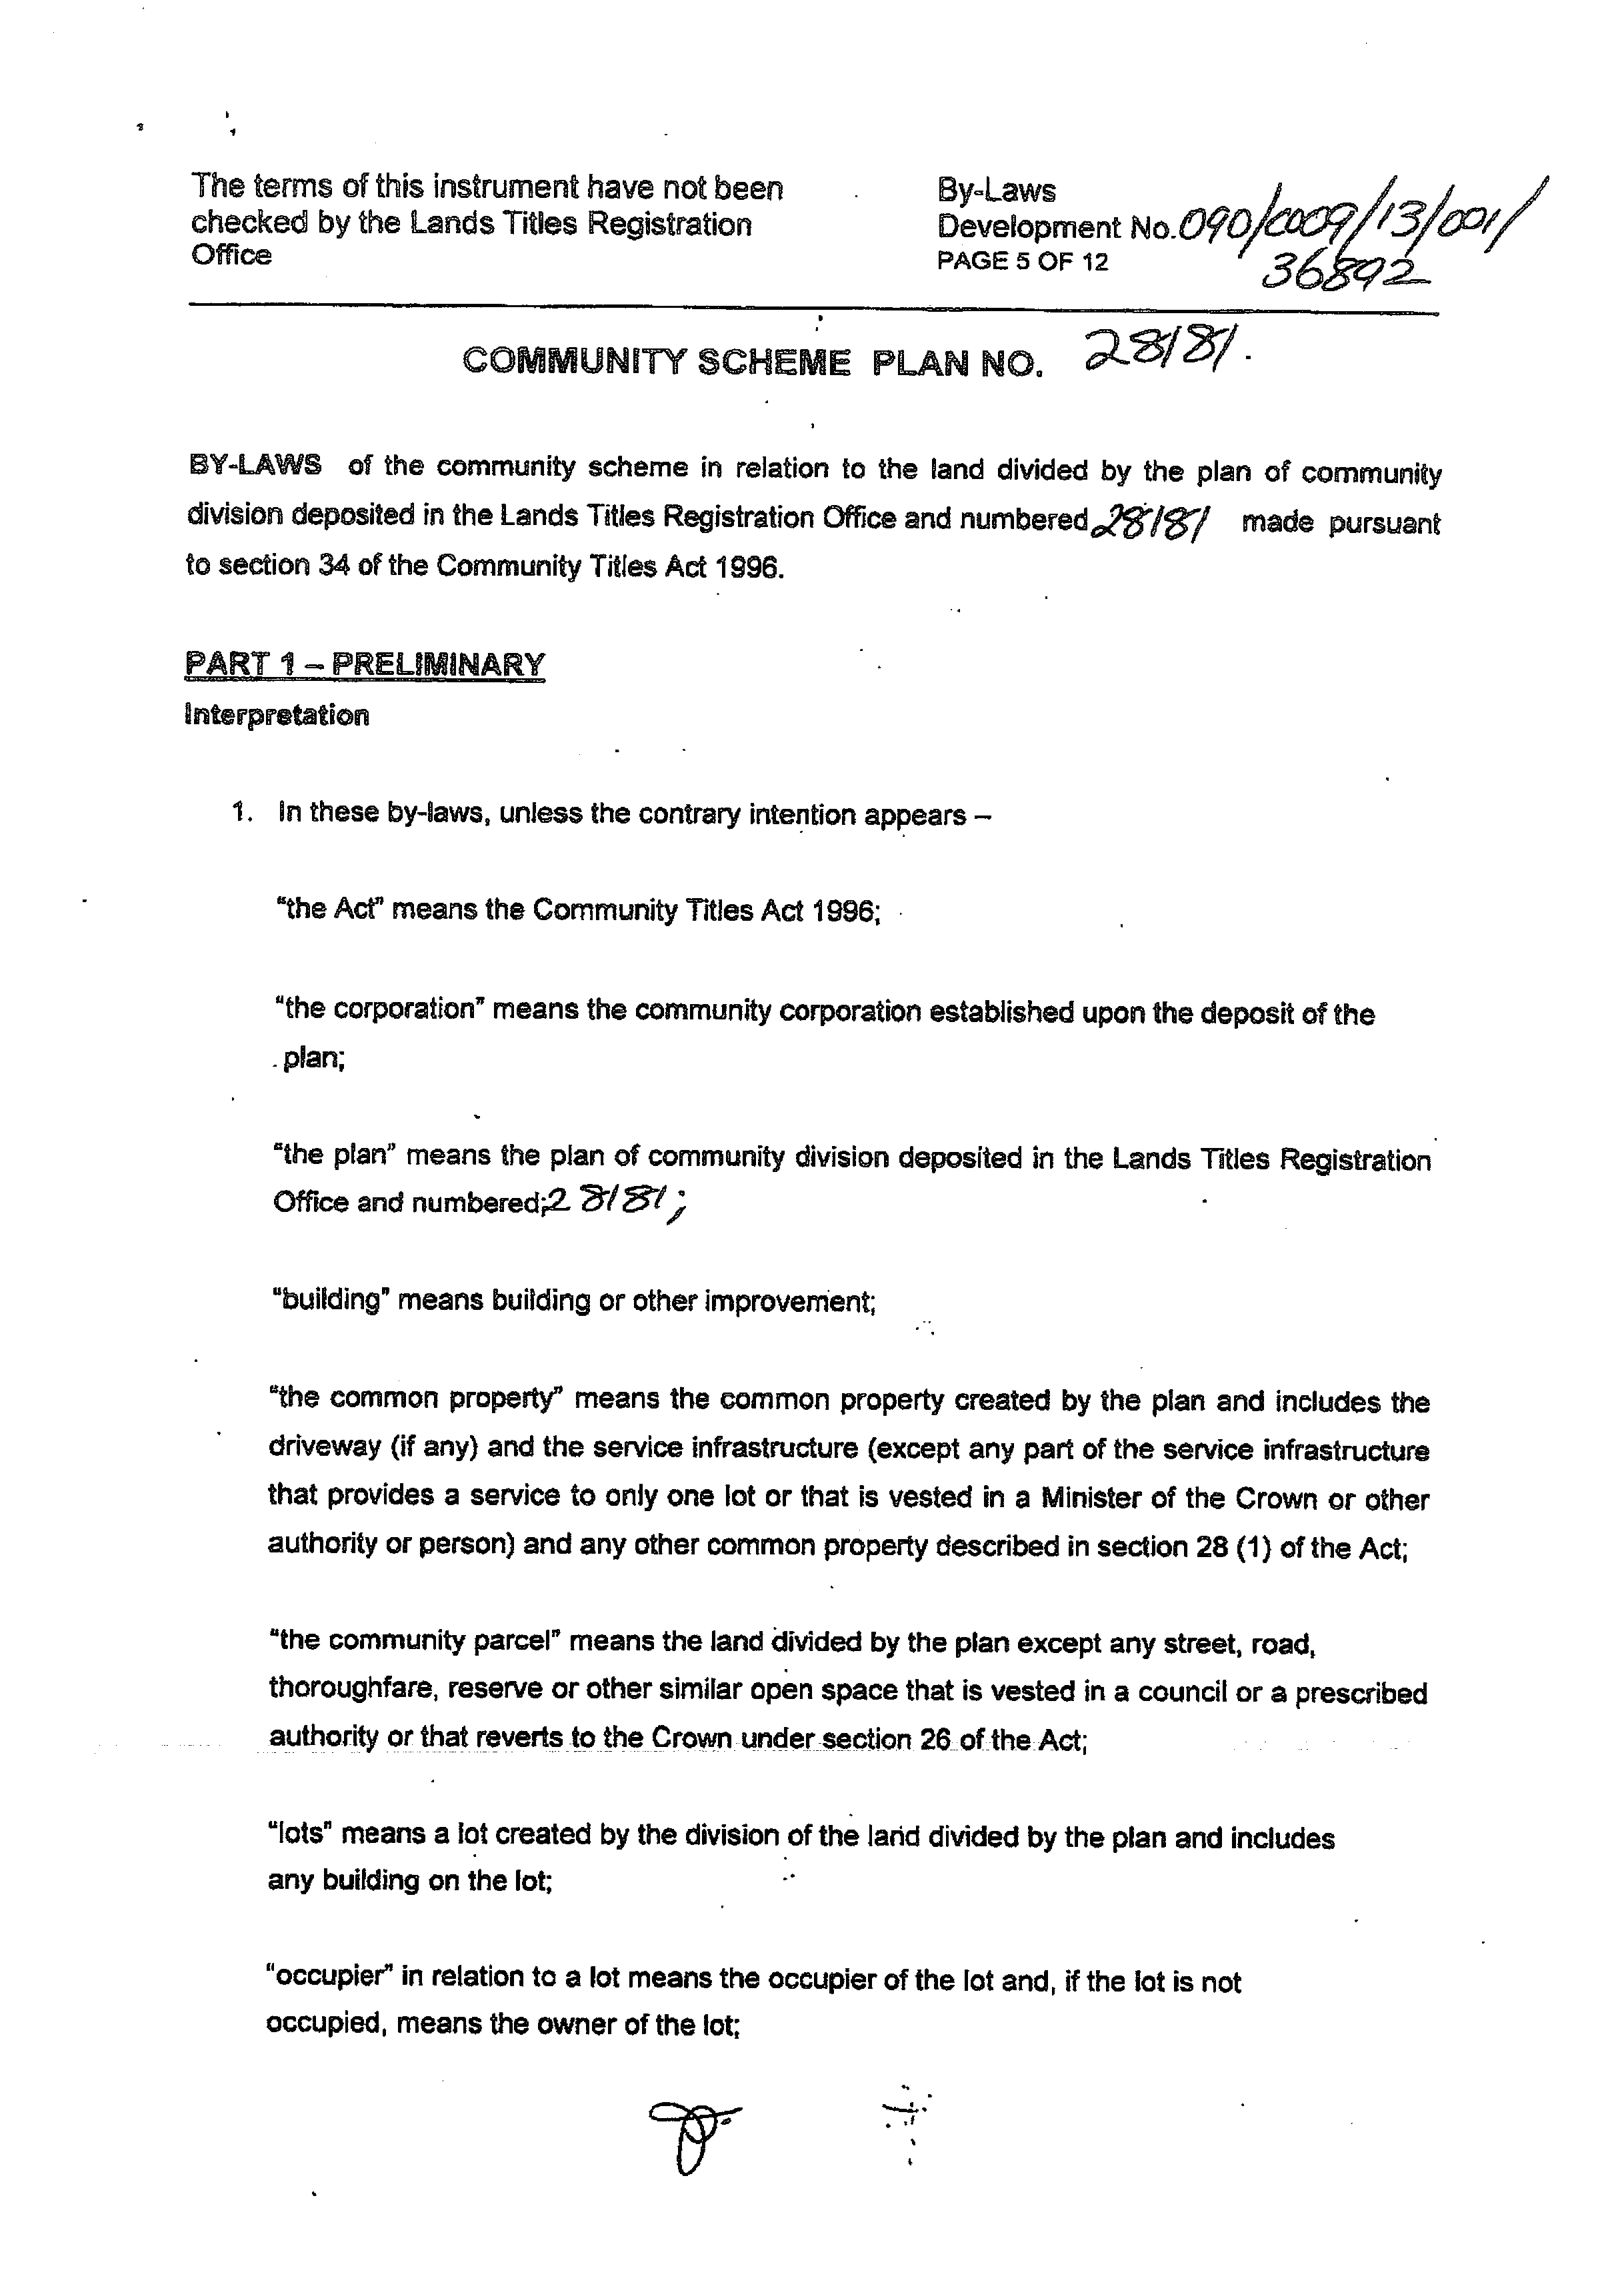 The terms of this instrument have not been
checked by the Lands Titles Registration
Office
By-Laws
Development No. 090/C009/13/001/
36892
PAGE 5 OF 12
COMMUNITY SCHEME PLAN NO. 28181.
BY-LAWS of the community scheme in relation to the land divided by the plan of community
division deposited in the Lands Titles Registration Office and numbered 28181 made pursuant
to section 34 of the Community Titles Act 1996.
PART 1 – PRELIMINARY
Interpretation
1. In these by-laws, unless the contrary intention appears –
“the Act” means the Community Titles Act 1996;
“the corporation” means the community corporation established upon the deposit of the
plan;
“the plan” means the plan of community division deposited in the Lands Titles Registration
Office and numbered; 28181;
“building” means building or other improvement;
“the common property” means the common property created by the plan and includes the
driveway (if any) and the service infrastructure (except any part of the service infrastructure
that provides a service to only one lot or that is vested in a Minister of the Crown or other
authority or person) and any other common property described in section 28 (1) of the Act;
“the community parcel” means the land divided by the plan except any street, road,
thoroughfare, reserve or other similar open space that is vested in a council or a prescribed
authority or that reverts to the Crown under section 26 of the Act;
“lots” means a lot created by the division of the land divided by the plan and includes
any building on the lot;
“occupier” in relation to a lot means the occupier of the lot and, if the lot is not
occupied, means the owner of the lot;